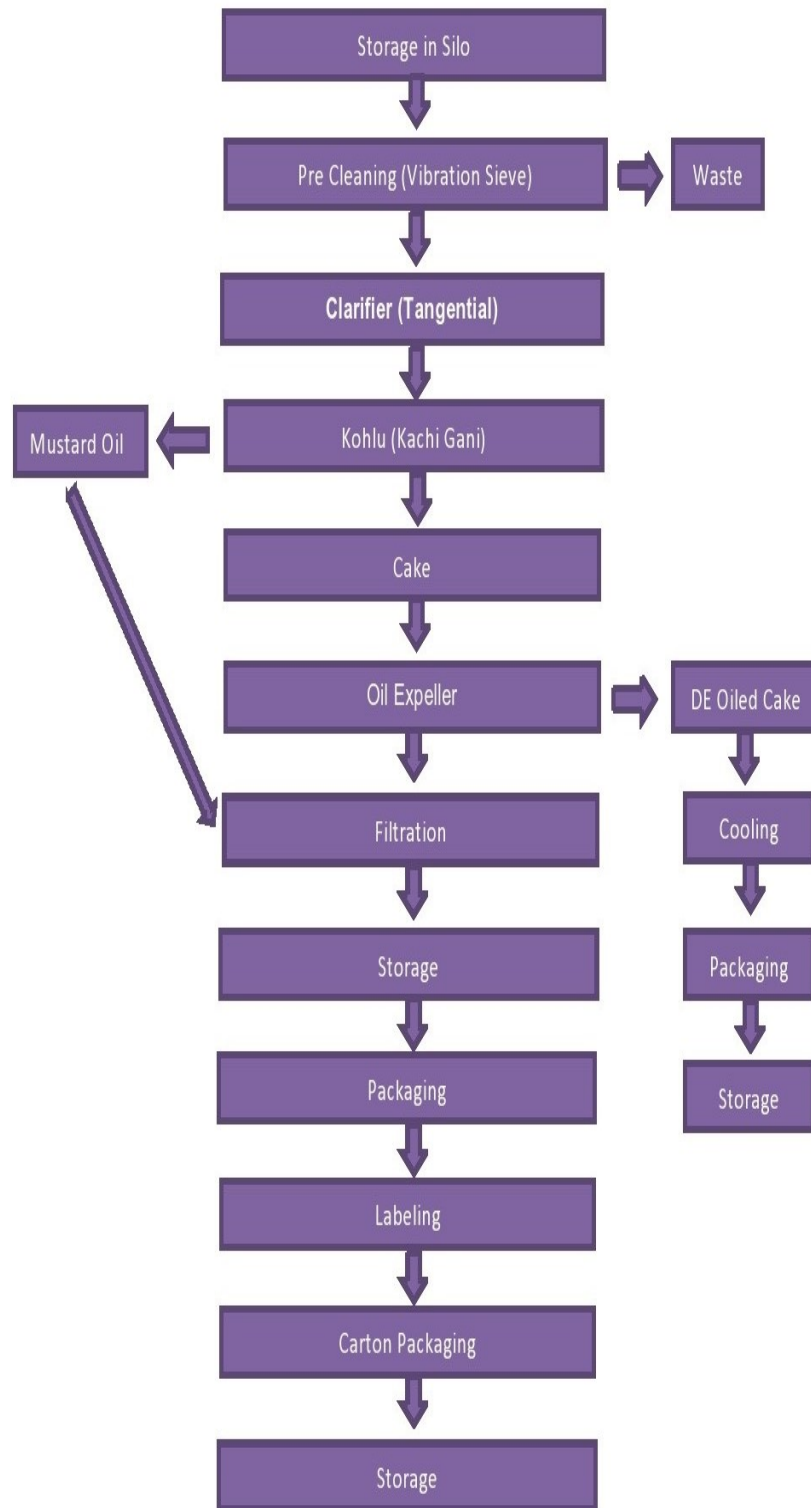 Storage in Silo
Pre Cleaning (Vibration Sieve)
Waste
Clarifier (Tangential)
Mustard Oil
Kohlu (Kachi Gani)
Cake
Oil Expeller
DE Oiled Cake
Filtration
Cooling
Storage
Packaging
Packaging
Storage
Labeling
Carton Packaging
Storage